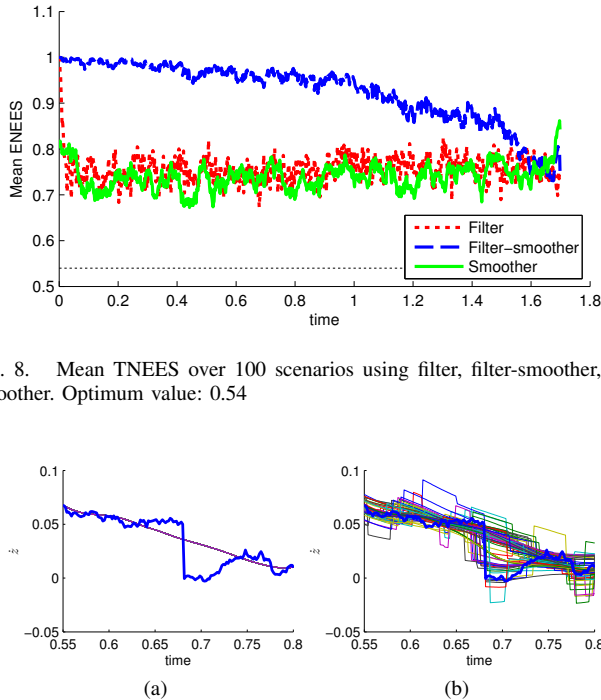 1.1
1
0.9
0.8
0.7
0.6
0.5
Mean ENEES
Filter
Filter−smoother
Smoother
0 0.2 0.4 0.6 0.8 1 1.2 1.4 1.6 1.8
time
. 8. Mean TNEES over 100 scenarios using filter, filter-smoother,
oother. Optimum value: 0.54
0.1
0.05
0
−0.05
ż
0.55 0.6 0.65 0.7 0.75 0.8
time
(a)
0.1
0.05
0
−0.05
ż
0.55 0.6 0.65 0.7 0.75 0.8
time
(b)